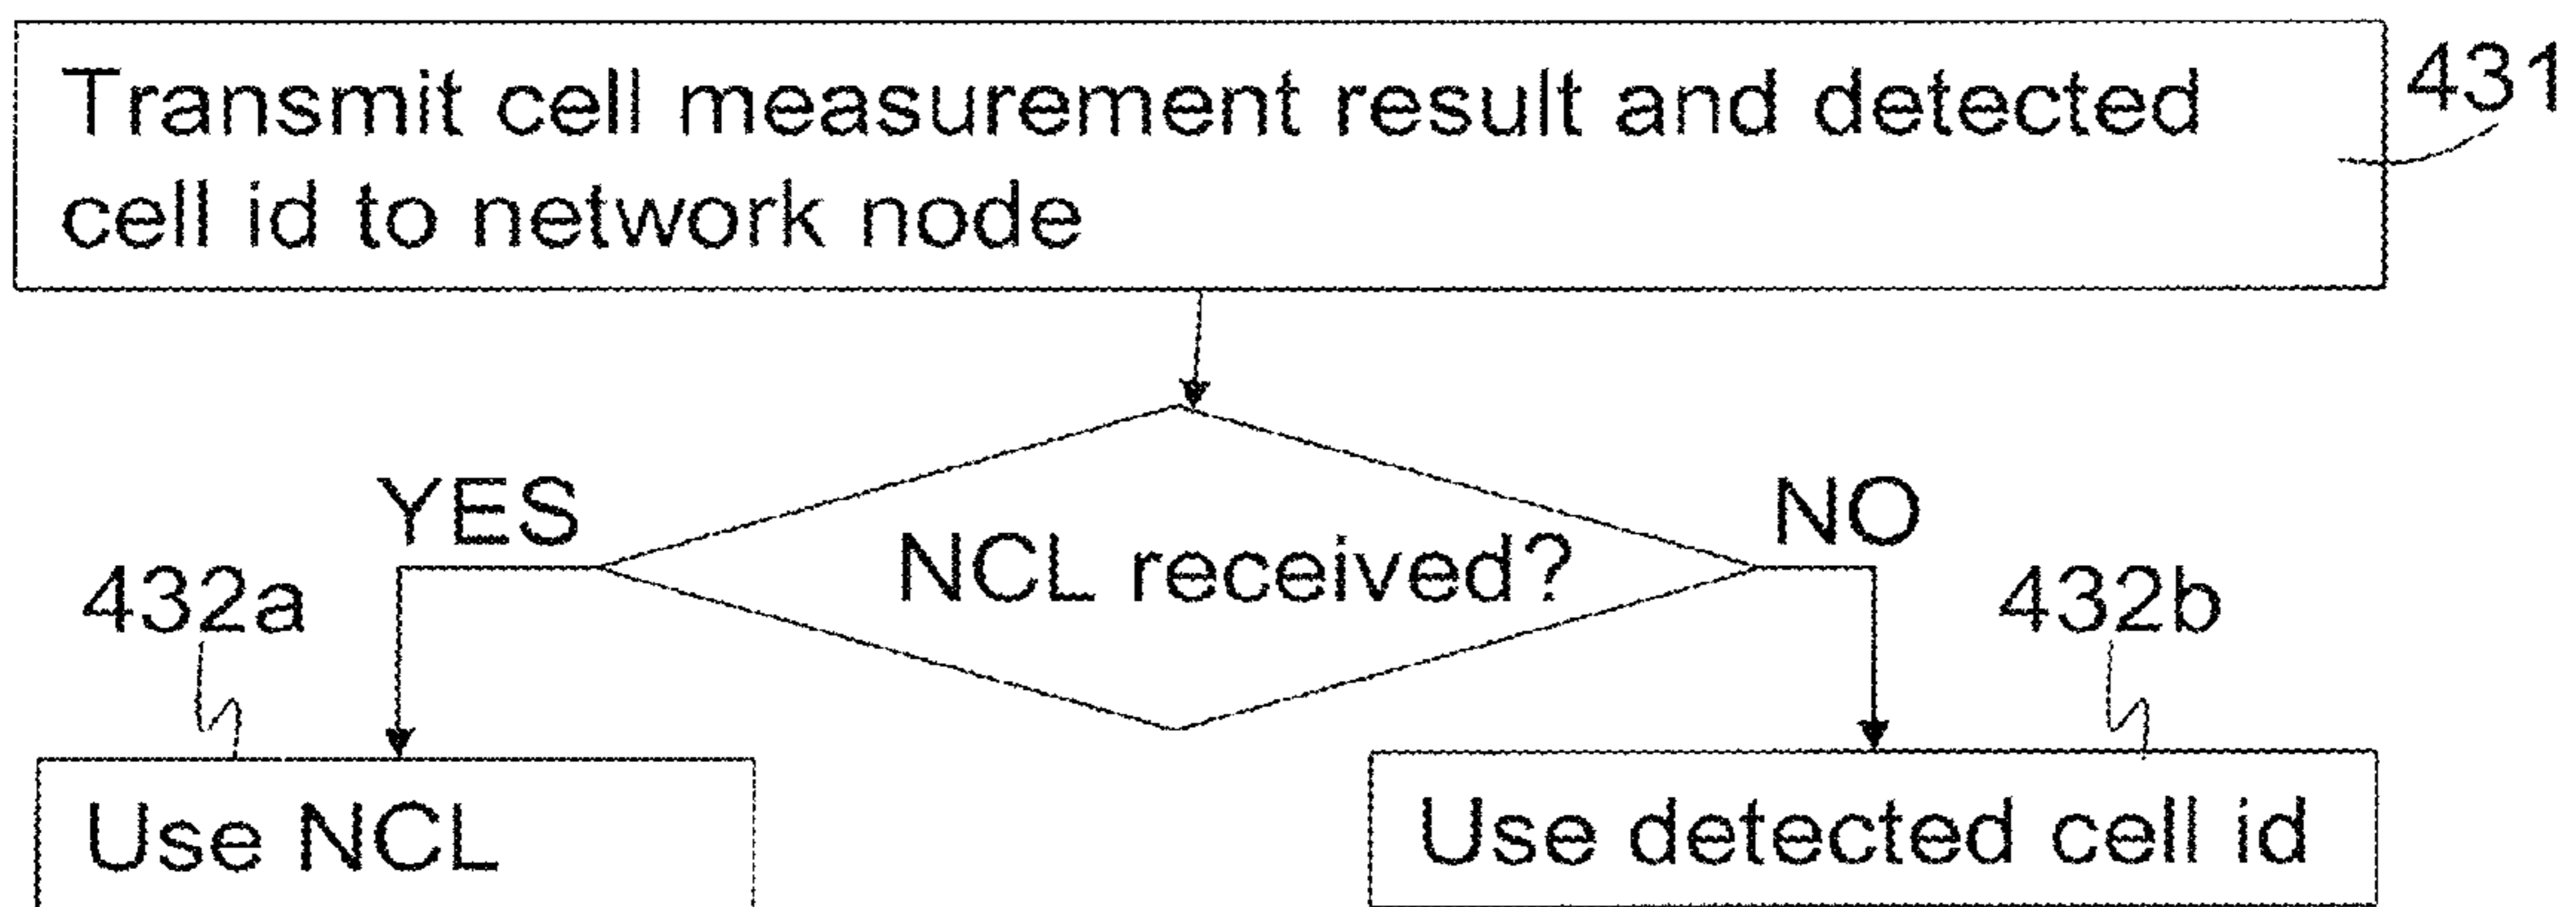 Transmit cell measurement result and detected
cell id to network node
431
YES
NCL received?
NO
432a
432b
Use NCL
Use detected cell id